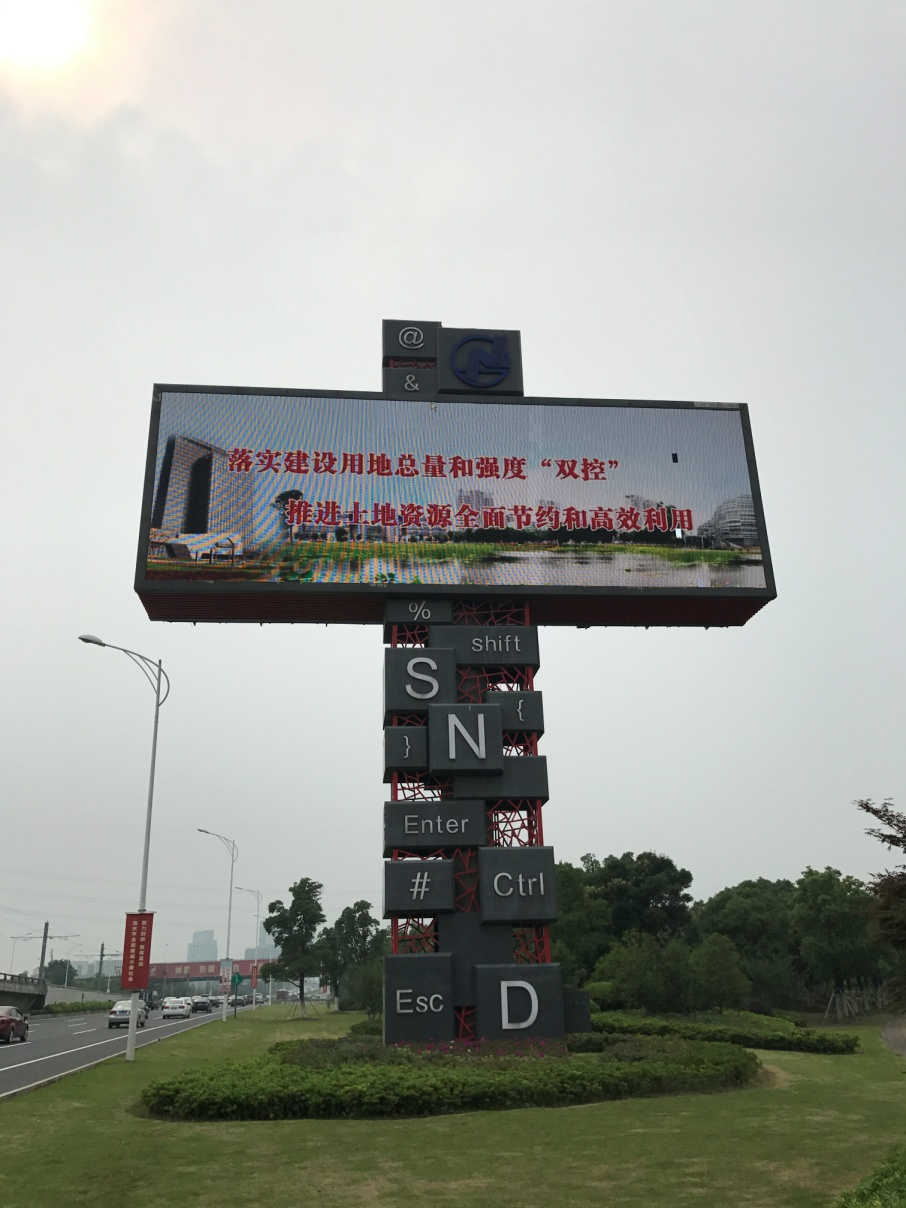 @
&
落实建设用地总量和强度“双控”
推进土地资源全面节约和高效利用
%
shift
S
{
N
}
Enter
#
Ctrl
Esc
D